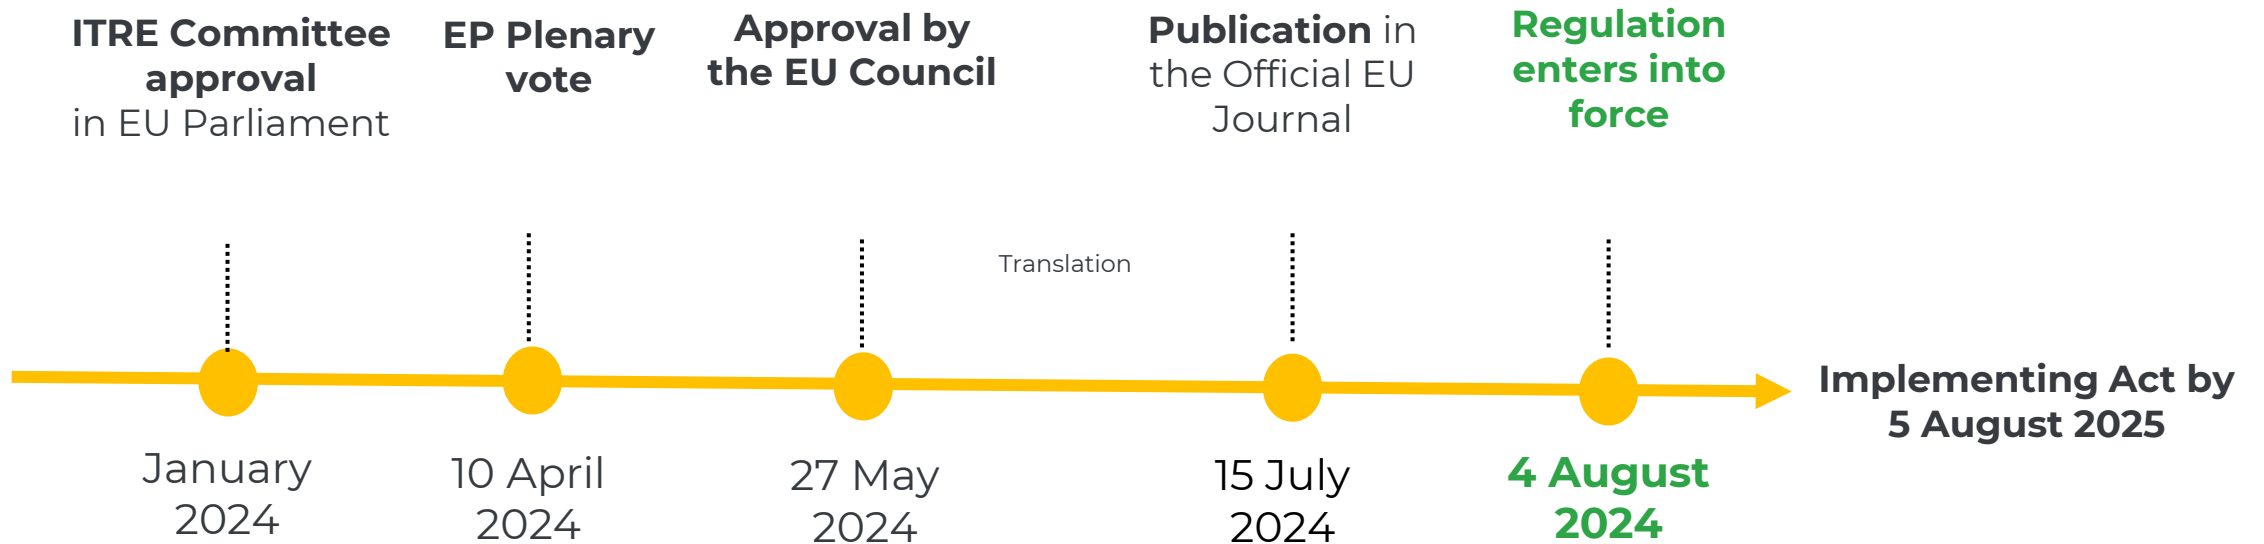 ITRE Committee
approval
in EU Parliament
EP Plenary
vote
Approval by
the EU Council
Publication in
the Official EU
Journal
Regulation
enters into
force
Translation
Implementing Act by
5 August 2025
January
2024
10 April
2024
27 May
2024
15 July
2024
4 August
2024